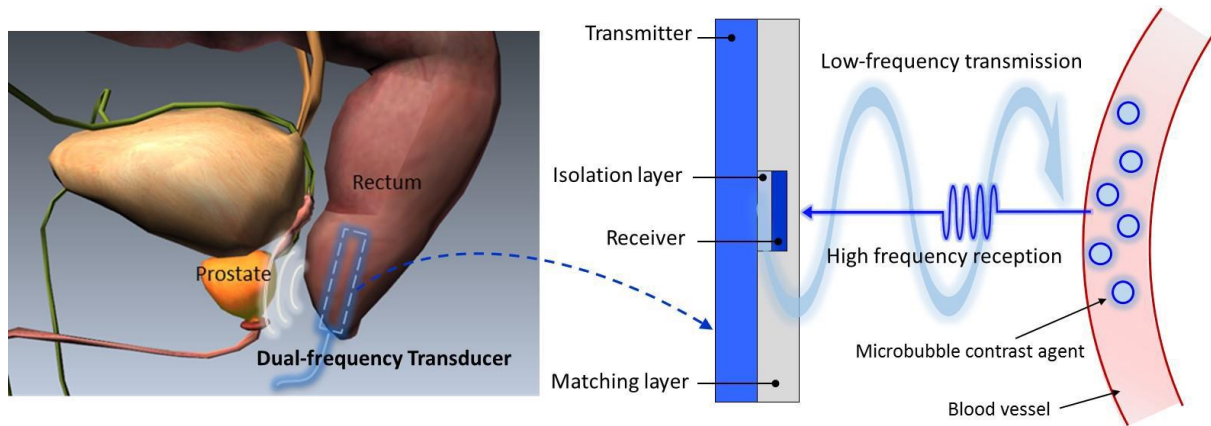 Rectum
Prostate
Dual-frequency Transducer
Transmitter
Isolation layer
Receiver
Matching layer
Low-frequency transmission
High frequency reception
Microbubble contrast agent
Blood vessel